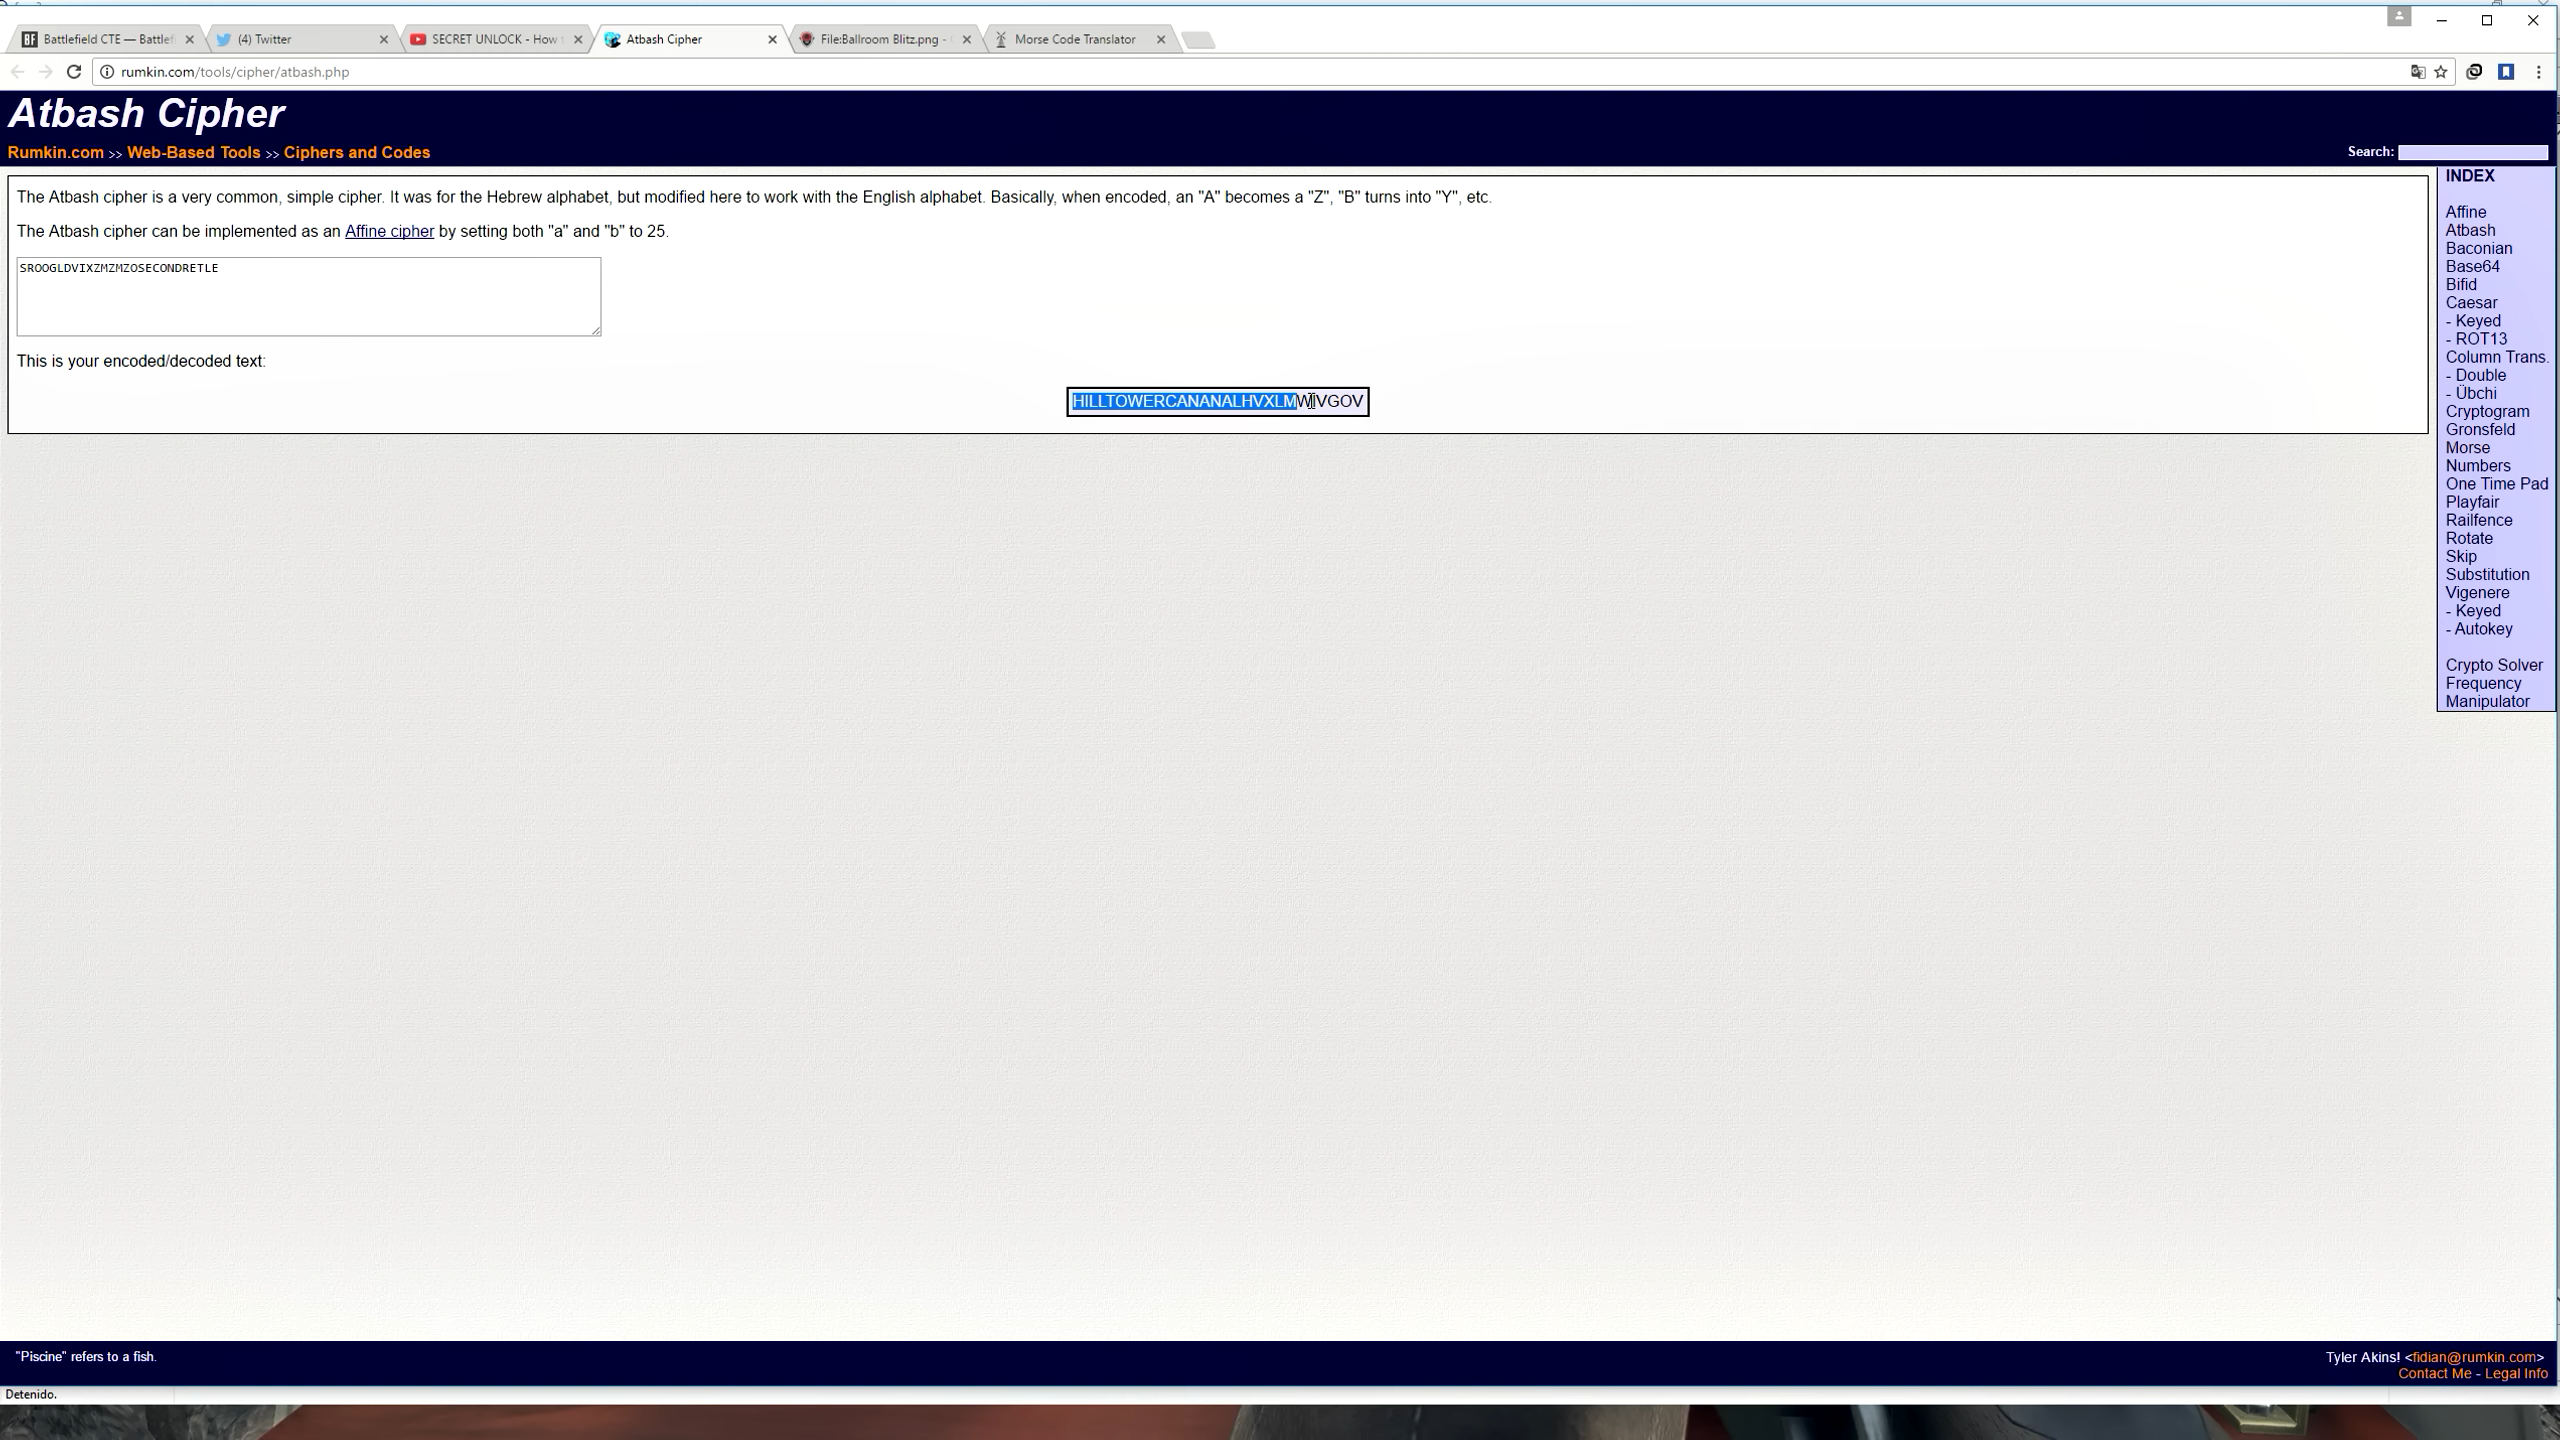 Battlefield CTE — Battlef
(4) Twitter
SECRET UNLOCK - How t
Atbash Cipher
File:Ballroom Blitz.png -
Morse Code Translator
rumkin.com/tools/cipher/atbash.php
Atbash Cipher
Rumkin.com >> Web-Based Tools >> Ciphers and Codes
Search:
The Atbash cipher is a very common, simple cipher. It was for the Hebrew alphabet, but modified here to work with the English alphabet. Basically, when encoded, an "A" becomes a "Z", "B" turns into "Y", etc.
The Atbash cipher can be implemented as an Affine cipher by setting both "a" and "b" to 25.
SROOGLDVIXZMZMZOSECONDRETLE
This is your encoded/decoded text:
HILLTOWERCANANALHVXLMWIVGOV
INDEX
Affine
Atbash
Baconian
Base64
Bifid
Caesar
- Keyed
- ROT13
Column Trans.
- Double
- Übchi
Cryptogram
Gronsfeld
Morse
Numbers
One Time Pad
Playfair
Railfence
Rotate
Skip
Substitution
Vigenere
- Keyed
- Autokey
Crypto Solver
Frequency
Manipulator
"Piscine" refers to a fish.
Tyler Akins! <fidian@rumkin.com>
Contact Me - Legal Info
Detenido.